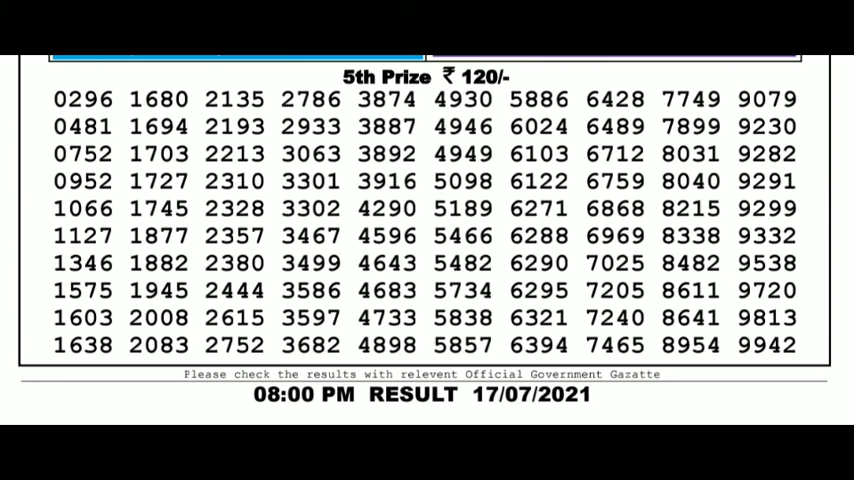 5th Prize ₹ 120/-
0296 1680 2135 2786 3874 4930 5886 6428 7749 9079
0481 1694 2193 2933 3887 4946 6024 6489 7899 9230
0752 1703 2213 3063 3892 4949 6103 6712 8031 9282
0952 1727 2310 3301 3916 5098 6122 6759 8040 9291
1066 1745 2328 3302 4290 5189 6271 6868 8215 9299
1127 1877 2357 3467 4596 5466 6288 6969 8338 9332
1346 1882 2380 3499 4643 5482 6290 7025 8482 9538
1575 1945 2444 3586 4683 5734 6295 7205 8611 9720
1603 2008 2615 3597 4733 5838 6321 7240 8641 9813
1638 2083 2752 3682 4898 5857 6394 7465 8954 9942
Please check the results with relevent Official Government Gazatte
08:00 PM RESULT 17/07/2021